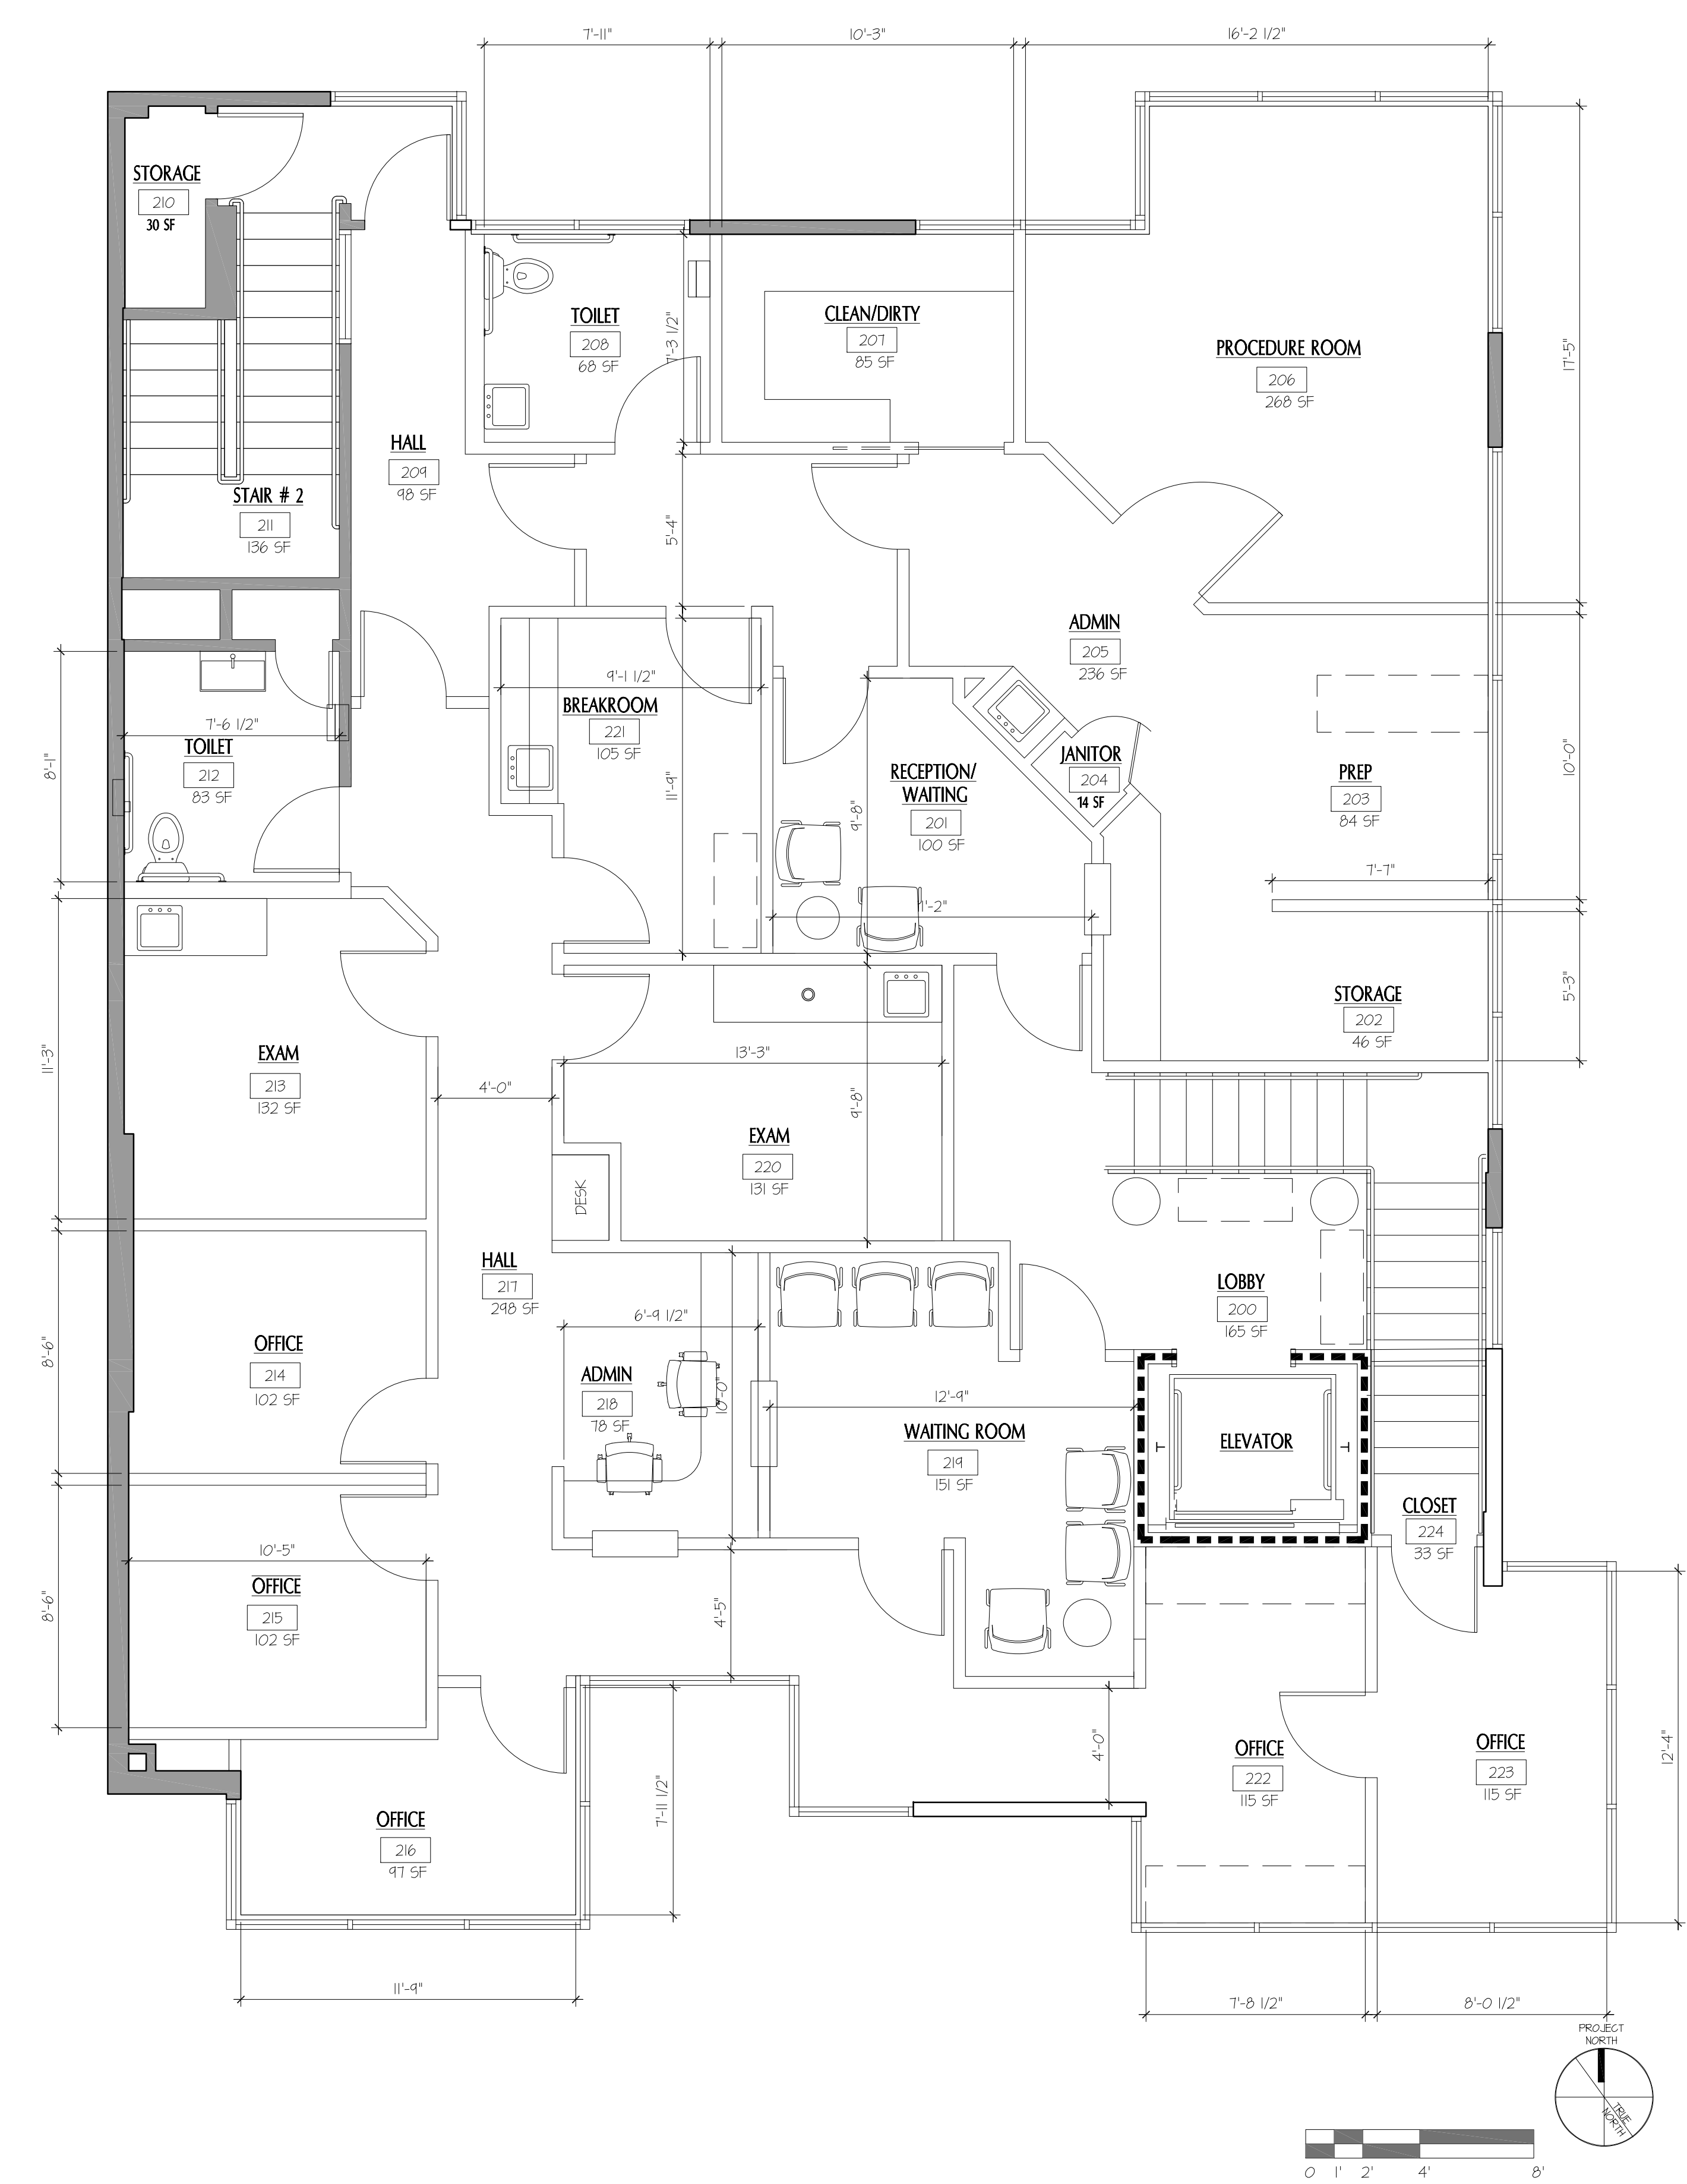 7'-11"
10'-3"
16'-2 1/2"
STORAGE
210
30 SF
TOILET
208
68 SF
7'-3 1/2"
CLEAN/DIRTY
207
85 SF
PROCEDURE ROOM
206
268 SF
17'-5"
HALL
209
98 SF
STAIR # 2
211
136 SF
5'-4"
ADMIN
205
236 SF
9'-1 1/2"
BREAKROOM
221
105 SF
11'-9"
7'-6 1/2"
TOILET
212
83 SF
8'-1"
RECEPTION/
WAITING
201
100 SF
9'-8"
JANITOR
204
14 SF
PREP
203
84 SF
10'-0"
7'-7"
1'-2"
STORAGE
202
46 SF
5'-3"
EXAM
213
132 SF
11'-3"
4'-0"
13'-3"
9'-8"
EXAM
220
131 SF
DESK
HALL
217
298 SF
LOBBY
200
165 SF
OFFICE
214
102 SF
8'-6"
6'-9 1/2"
ADMIN
218
78 SF
10'-0"
12'-9"
WAITING ROOM
219
151 SF
ELEVATOR
CLOSET
224
33 SF
10'-5"
OFFICE
215
102 SF
8'-6"
4'-5"
4'-0"
OFFICE
222
115 SF
OFFICE
223
115 SF
12'-4"
7'-11 1/2"
OFFICE
216
97 SF
11'-9"
7'-8 1/2"
8'-0 1/2"
PROJECT
NORTH
TRUE
NORTH
0 1' 2' 4' 8'